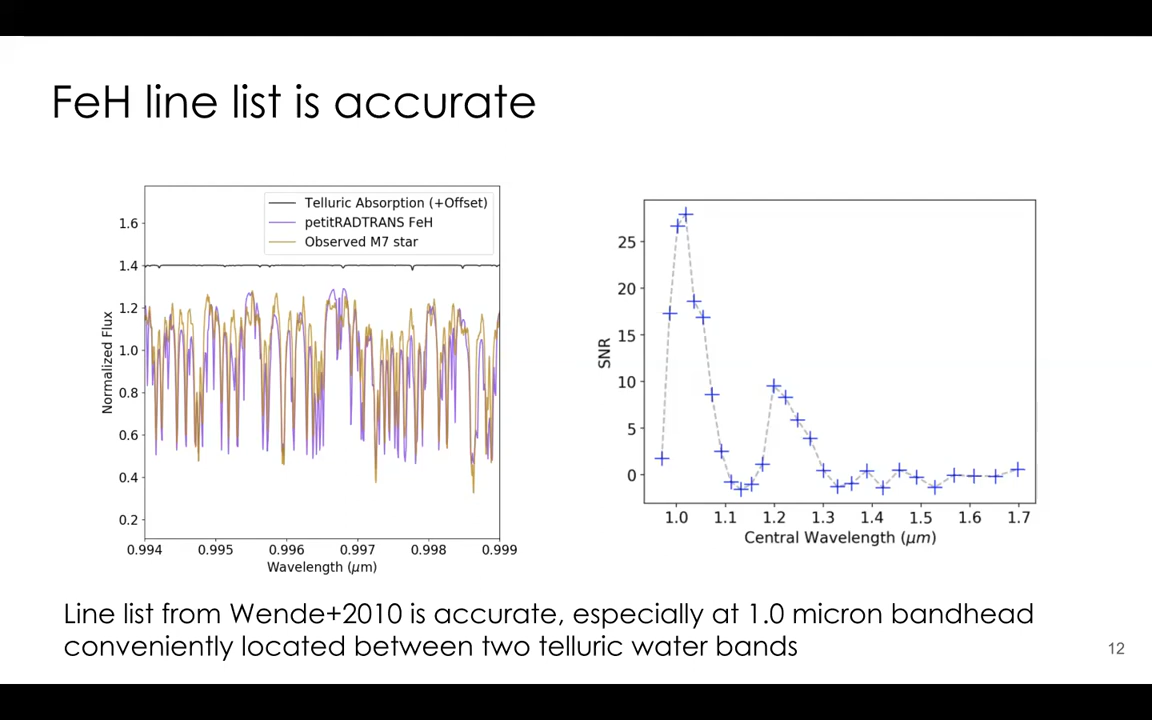 FeH line list is accurate
Telluric Absorption (+Offset)
petitRADTRANS FeH
Observed M7 star
1.6
1.4
1.2
1.0
0.8
0.6
0.4
0.2
Normalized Flux
0.994 0.995 0.996 0.997 0.998 0.999
Wavelength (μm)
25
20
15
10
5
0
SNR
1.0 1.1 1.2 1.3 1.4 1.5 1.6 1.7
Central Wavelength (μm)
Line list from Wende+2010 is accurate, especially at 1.0 micron bandhead
conveniently located between two telluric water bands
12